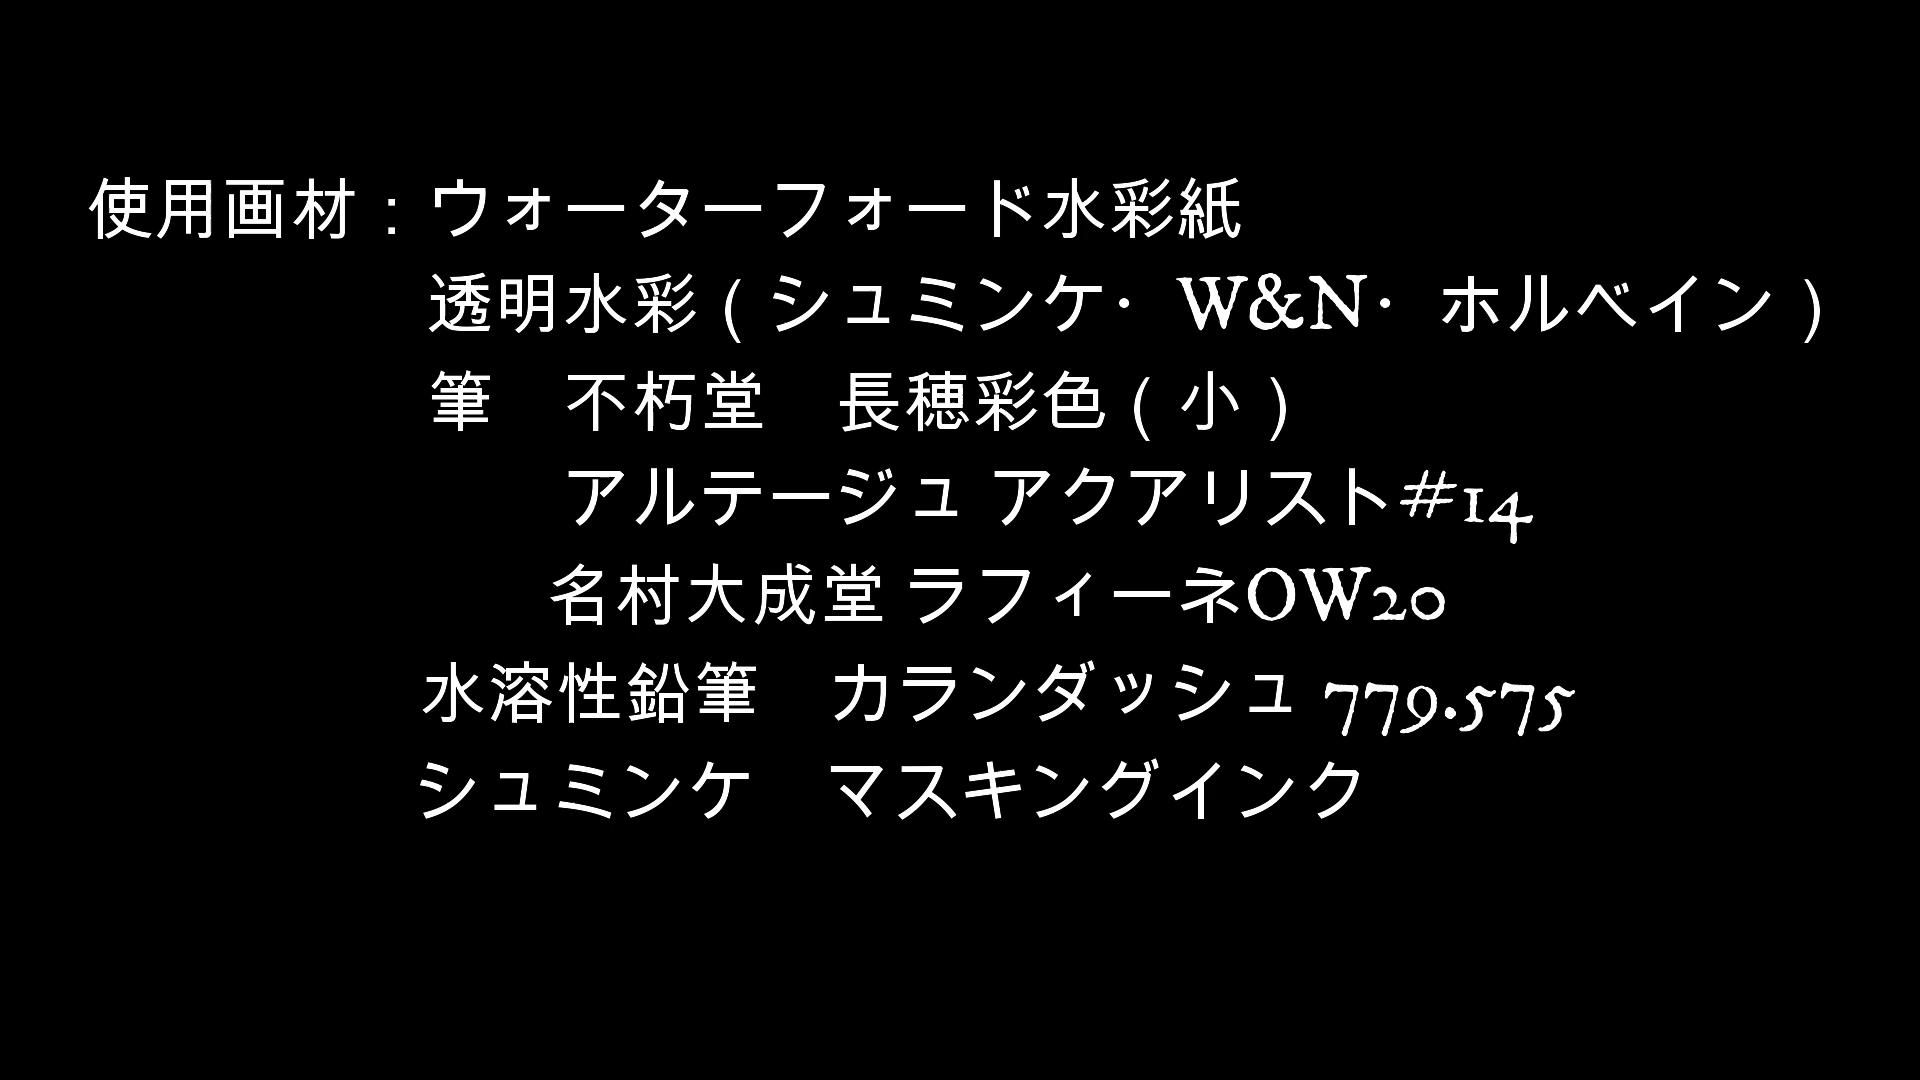 使用画材：ウォーターフォード水彩紙
透明水彩（シュミンケ・W&N・ホルベイン）
筆　不朽堂　長穂彩色（小）
アルテージュ アクアリスト#14
名村大成堂 ラフィーネOW20
水溶性鉛筆　カランダッシュ 779.575
シュミンケ　マスキングインク